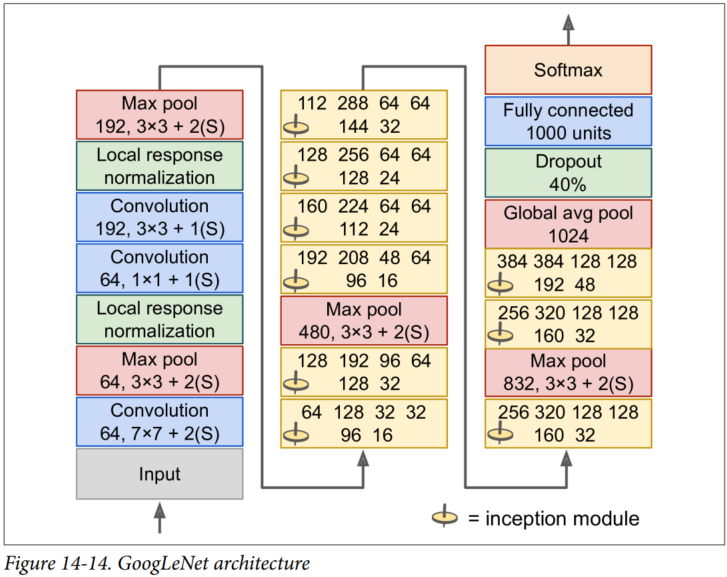 Max pool
192, 3×3 + 2(S)
Local response
normalization
Convolution
192, 3×3 + 1(S)
Convolution
64, 1×1 + 1(S)
Local response
normalization
Max pool
64, 3×3 + 2(S)
Convolution
64, 7×7 + 2(S)
Input
112 288 64 64
144 32
128 256 64 64
128 24
160 224 64 64
112 24
192 208 48 64
96 16
Max pool
480, 3×3 + 2(S)
128 192 96 64
128 32
64 128 32 32
96 16
Softmax
Fully connected
1000 units
Dropout
40%
Global avg pool
1024
384 384 128 128
192 48
256 320 128 128
160 32
Max pool
832, 3×3 + 2(S)
256 320 128 128
160 32
= inception module
Figure 14-14. GoogLeNet architecture